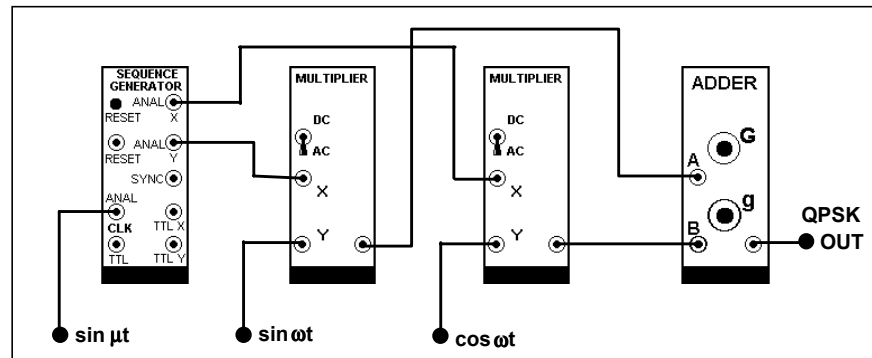 SEQUENCE
GENERATOR
ANAL
X
RESET
ANAL
Y
RESET
SYNC
ANAL
CLK
TTL X
TTL
TTL Y
MULTIPLIER
DC
AC
X
Y
MULTIPLIER
DC
AC
X
Y
ADDER
G
A
g
B
QPSK
OUT
sin μt
sin ωt
cos ωt